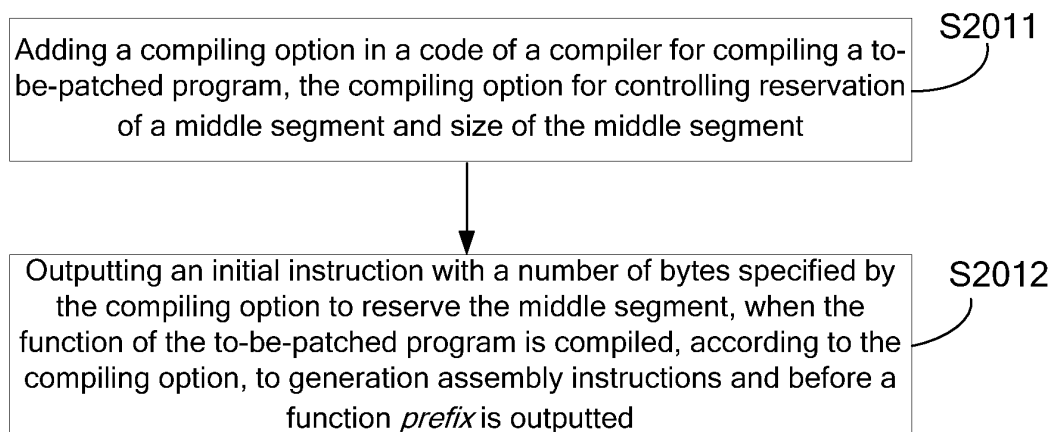 S2011
Adding a compiling option in a code of a compiler for compiling a to-
be-patched program, the compiling option for controlling reservation
of a middle segment and size of the middle segment
S2012
Outputting an initial instruction with a number of bytes specified by
the compiling option to reserve the middle segment, when the
function of the to-be-patched program is compiled, according to the
compiling option, to generation assembly instructions and before a
function prefix is outputted